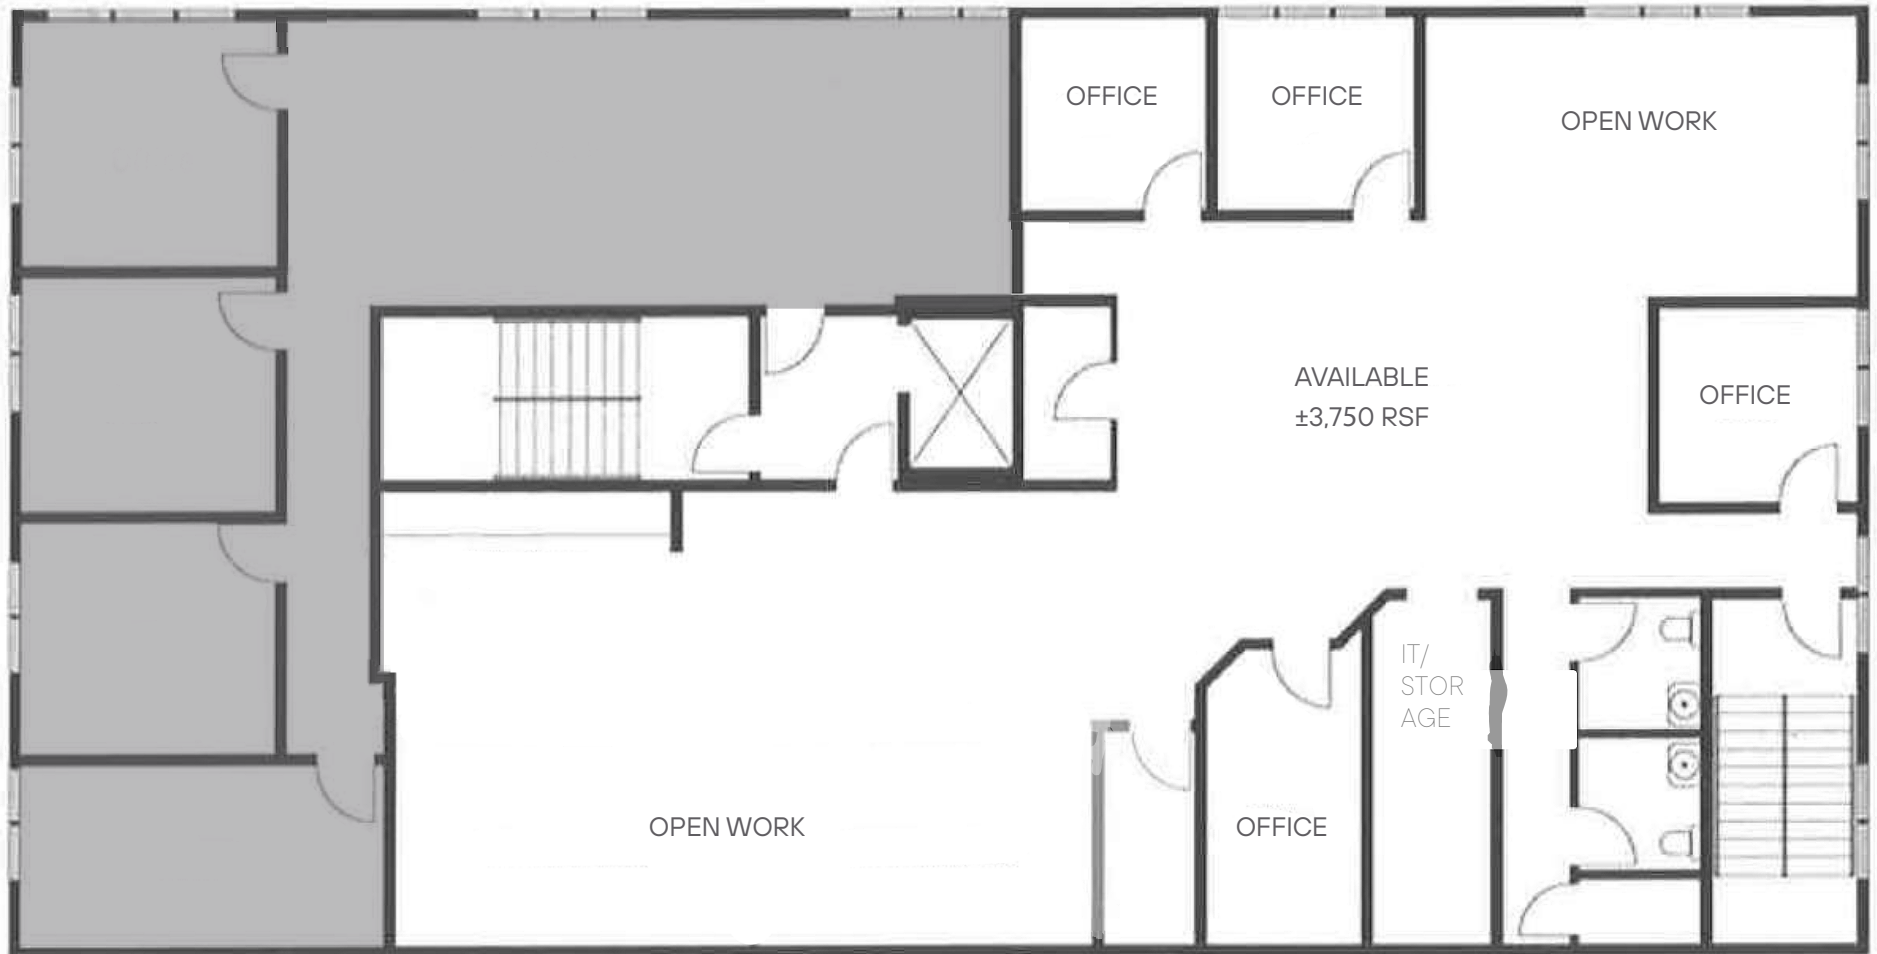 OFFICE
OFFICE
OPEN WORK
AVAILABLE
±3,750 RSF
OFFICE
IT/
STOR
AGE
OPEN WORK
OFFICE